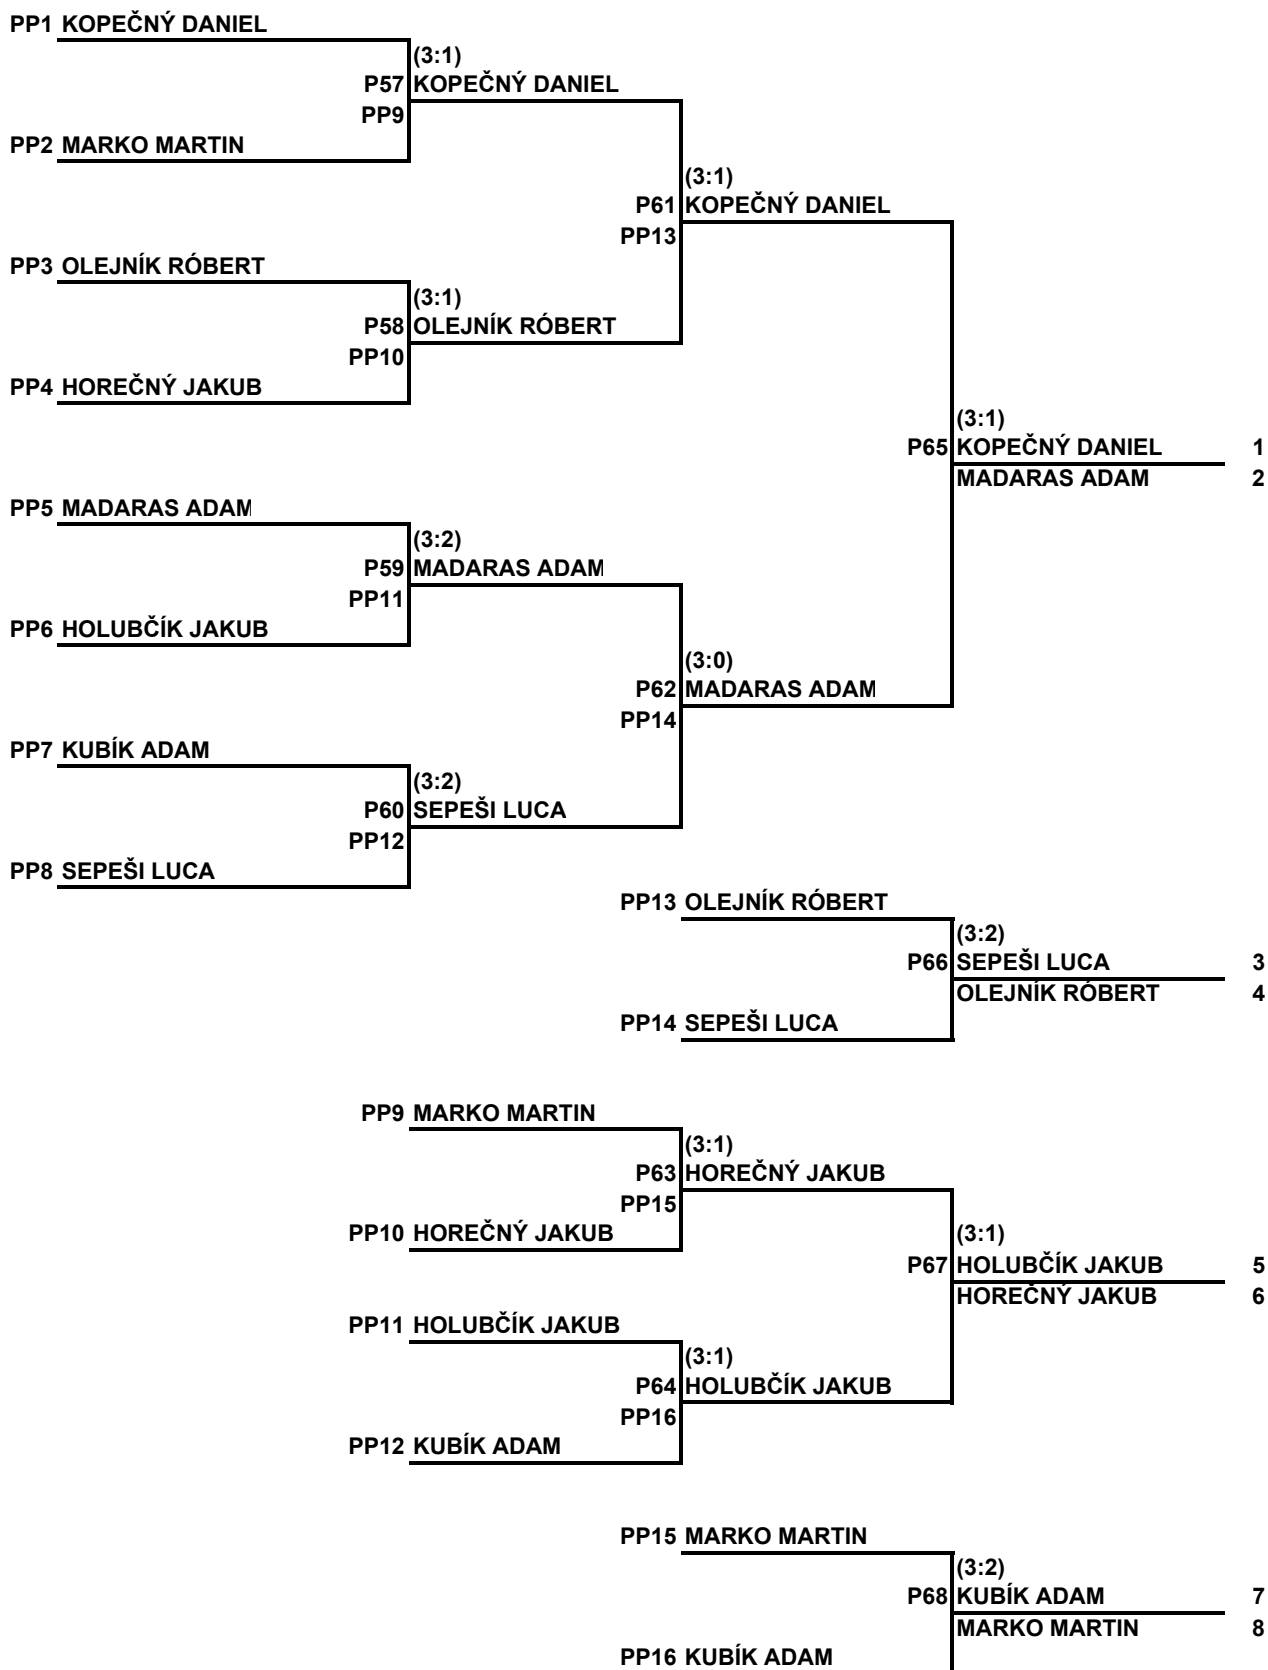 PP1 KOPEČNÝ DANIEL
(3:1)
P57 KOPEČNÝ DANIEL
PP9
PP2 MARKO MARTIN
(3:1)
P61 KOPEČNÝ DANIEL
PP13
PP3 OLEJNÍK RÓBERT
(3:1)
P58 OLEJNÍK RÓBERT
PP10
PP4 HOREČNÝ JAKUB
(3:1)
P65 KOPEČNÝ DANIEL 1
MADARAS ADAM 2
PP5 MADARAS ADAM
(3:2)
P59 MADARAS ADAM
PP11
PP6 HOLUBČÍK JAKUB
(3:0)
P62 MADARAS ADAM
PP14
PP7 KUBÍK ADAM
(3:2)
P60 SEPEŠI LUCA
PP12
PP8 SEPEŠI LUCA
PP13 OLEJNÍK RÓBERT
(3:2)
P66 SEPEŠI LUCA 3
OLEJNÍK RÓBERT 4
PP14 SEPEŠI LUCA
PP9 MARKO MARTIN
(3:1)
P63 HOREČNÝ JAKUB
PP15
PP10 HOREČNÝ JAKUB
(3:1)
P67 HOLUBČÍK JAKUB 5
HOREČNÝ JAKUB 6
PP11 HOLUBČÍK JAKUB
(3:1)
P64 HOLUBČÍK JAKUB
PP16
PP12 KUBÍK ADAM
PP15 MARKO MARTIN
(3:2)
P68 KUBÍK ADAM 7
MARKO MARTIN 8
PP16 KUBÍK ADAM